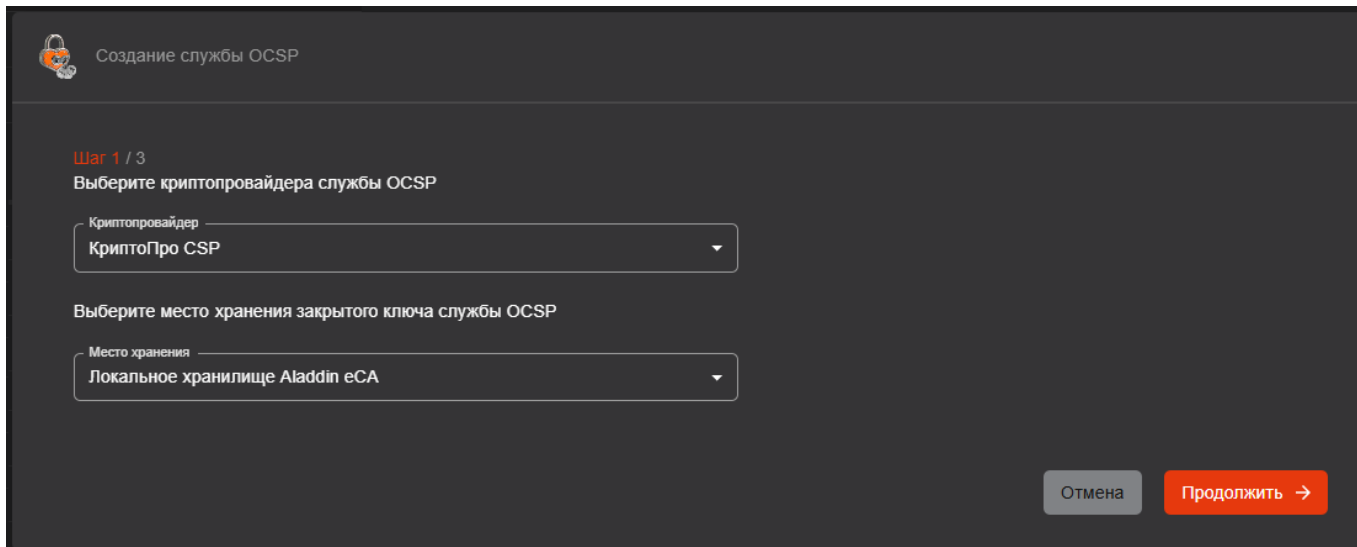 Создание службы OCSP
Шаг 1 / 3
Выберите криптопровайдера службы OCSP
Криптопровайдер
КриптоПро CSP
Выберите место хранения закрытого ключа службы OCSP
Место хранения
Локальное хранилище Aladdin eCA
Отмена
Продолжить →